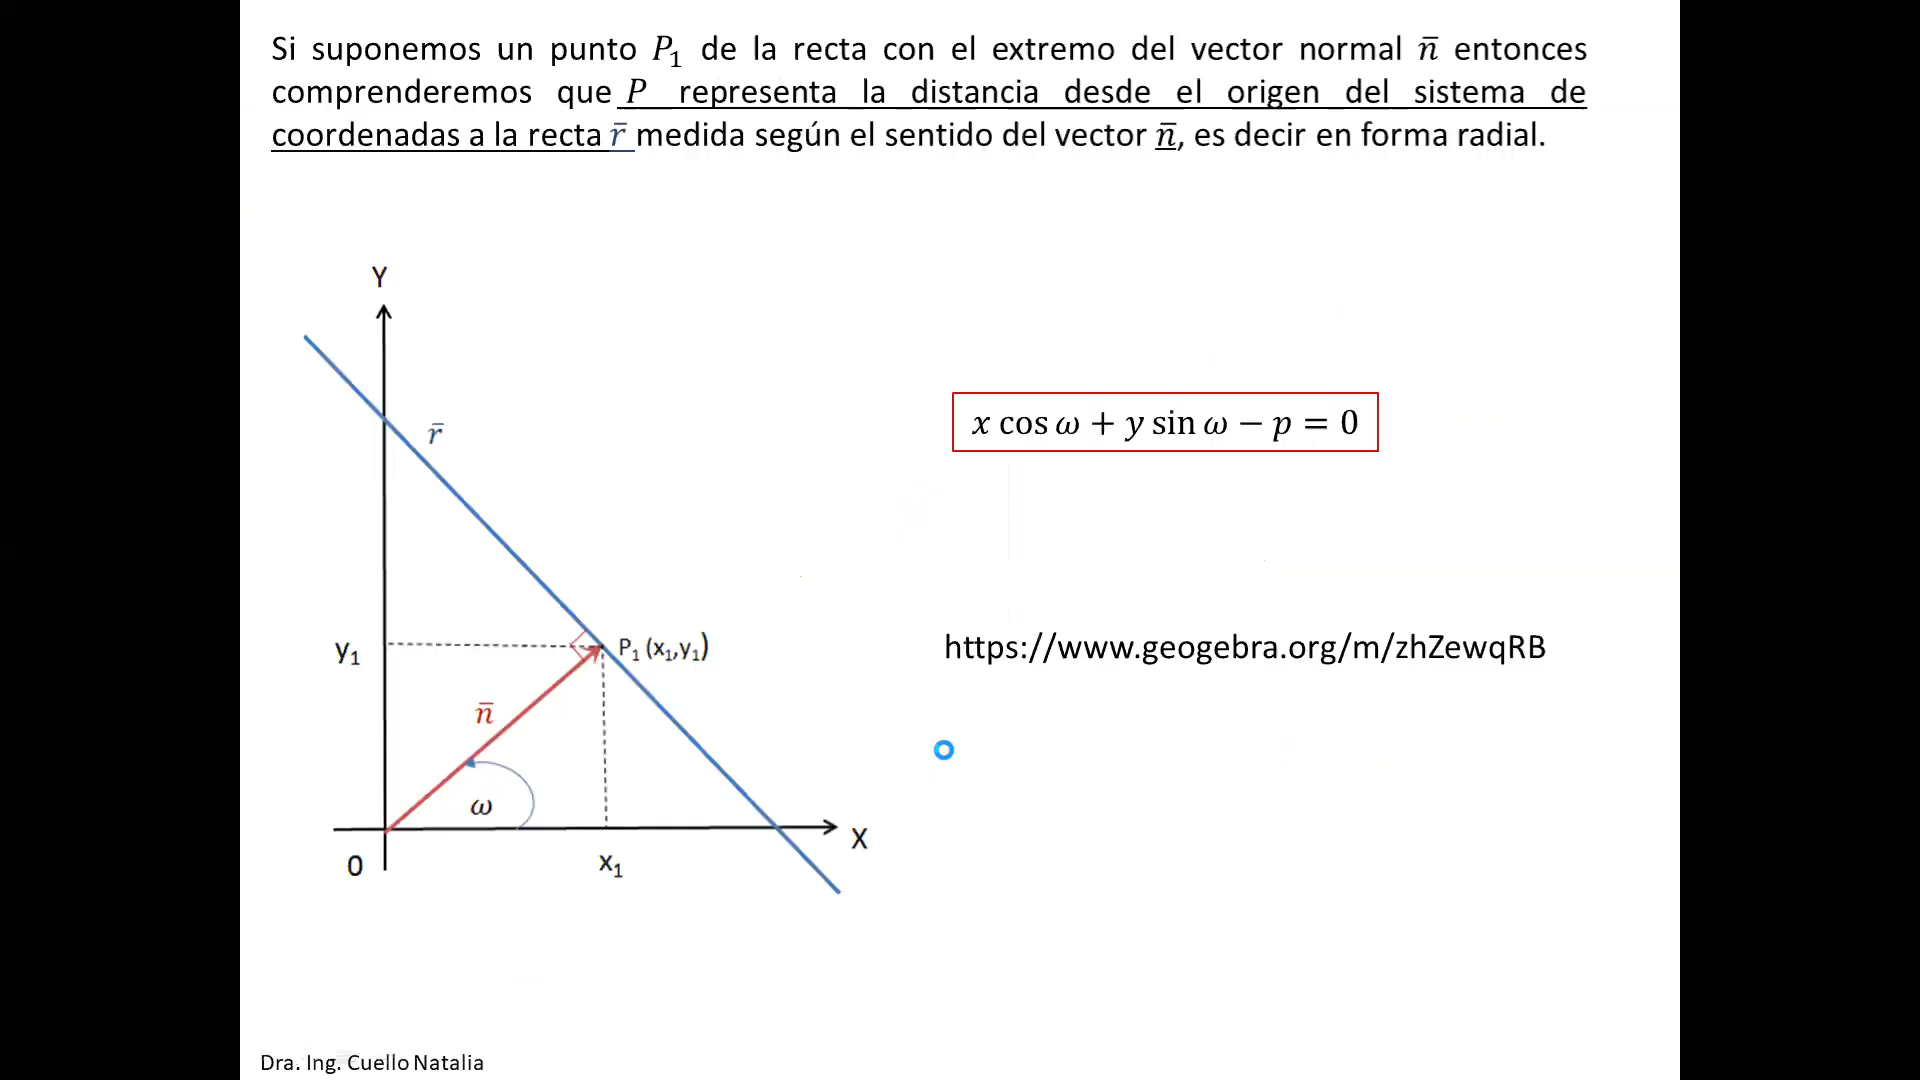 Si suponemos un punto P₁ de la recta con el extremo del vector normal n̄ entonces
comprenderemos que P representa la distancia desde el origen del sistema de
coordenadas a la recta r̄ medida según el sentido del vector n̄, es decir en forma radial.
Y
r̄
x cos ω + y sin ω − p = 0
y₁
P₁ (x₁,y₁)
https://www.geogebra.org/m/zhZewqRB
n̄
ω
X
0
x₁
Dra. Ing. Cuello Natalia